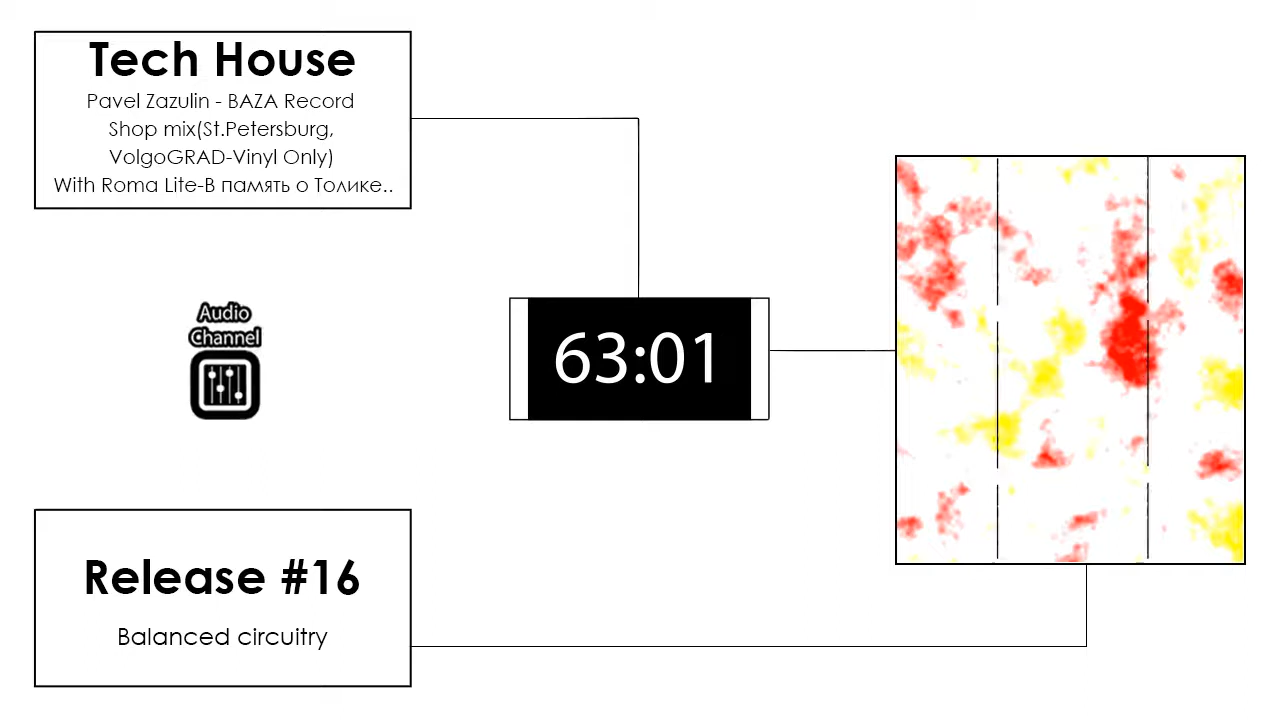 Tech House
Pavel Zazulin - BAZA Record
Shop mix(St.Petersburg,
VolgoGRAD-Vinyl Only)
With Roma Lite-В память о Толике..
Audio
Channel
63:01
Release #16
Balanced circuitry